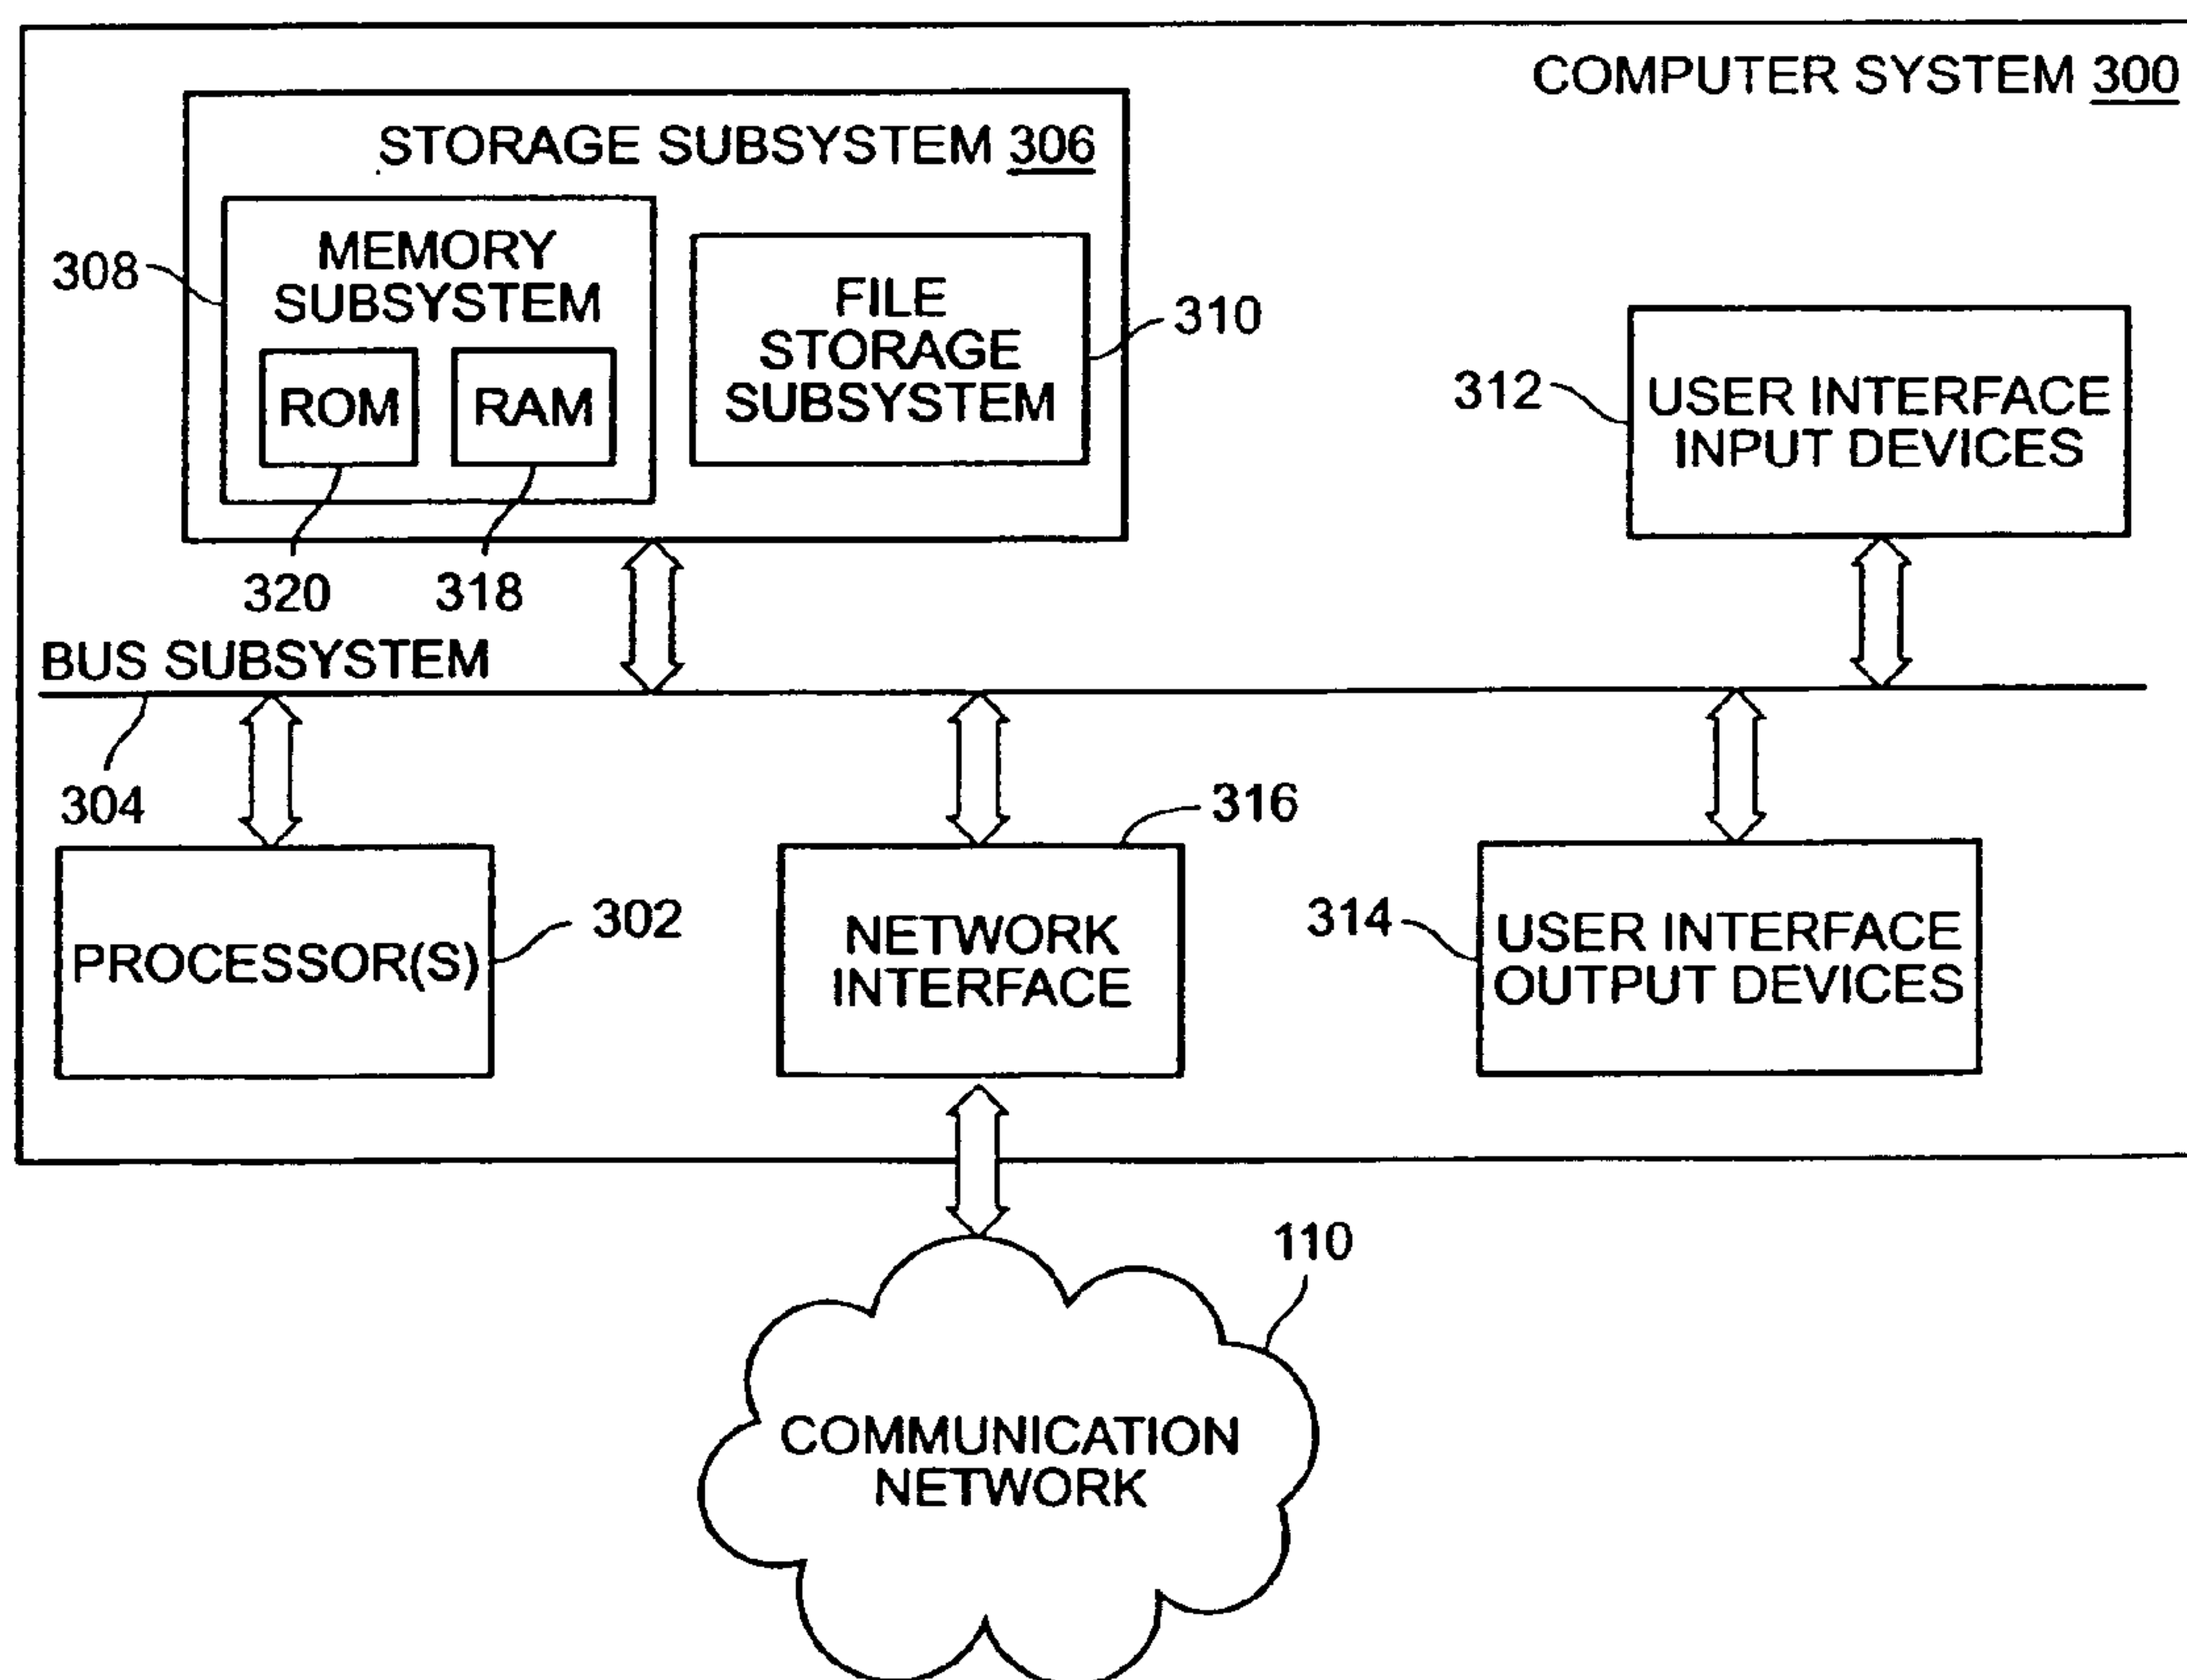 COMPUTER SYSTEM 300
STORAGE SUBSYSTEM 306
308
MEMORY
SUBSYSTEM
ROM
RAM
FILE
STORAGE
SUBSYSTEM
310
312
USER INTERFACE
INPUT DEVICES
320
318
BUS SUBSYSTEM
304
PROCESSOR(S)
302
316
NETWORK
INTERFACE
314
USER INTERFACE
OUTPUT DEVICES
110
COMMUNICATION
NETWORK